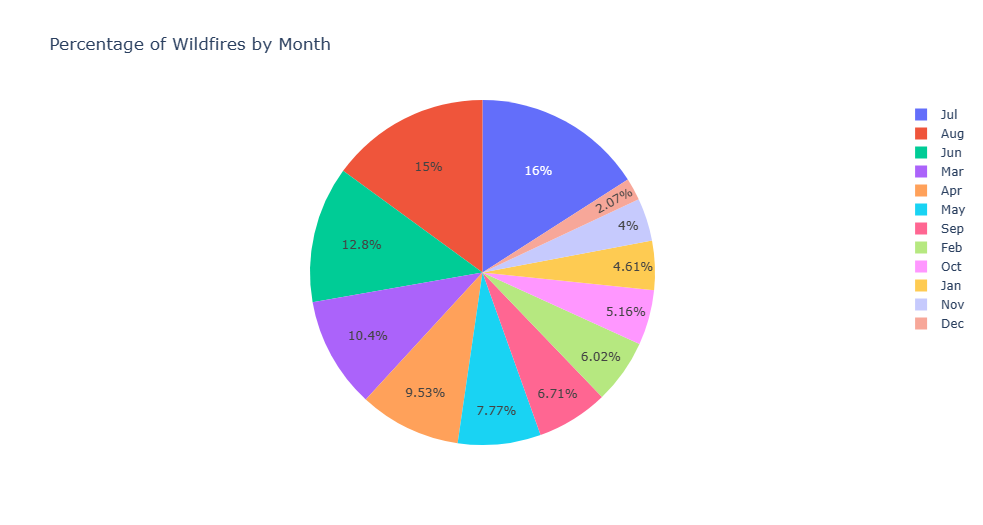 Percentage of Wildfires by Month
16%
15%
12.8%
10.4%
9.53%
7.77%
6.71%
6.02%
5.16%
4.61%
4%
2.07%
Jul
Aug
Jun
Mar
Apr
May
Sep
Feb
Oct
Jan
Nov
Dec